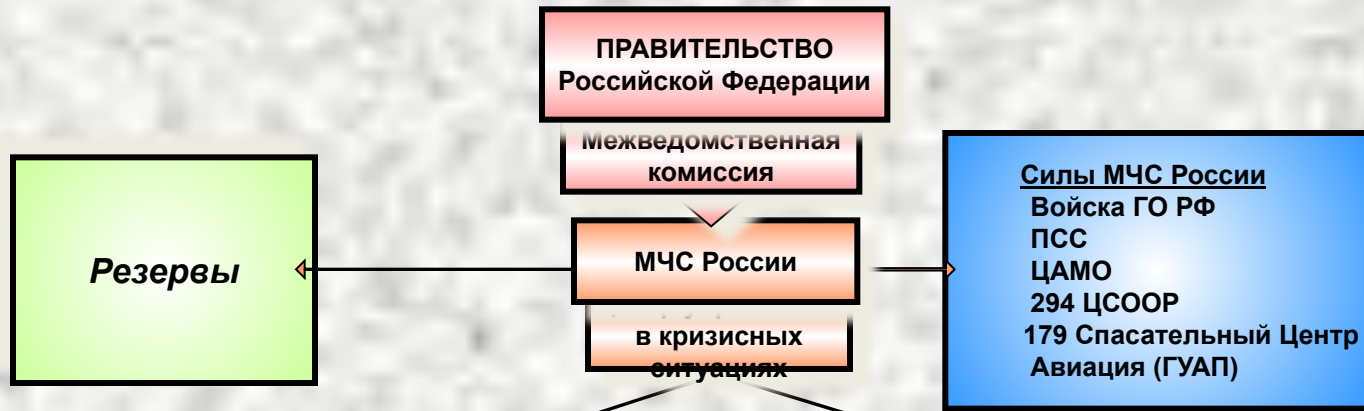 ПРАВИТЕЛЬСТВО
Российской Федерации
Межведомственная
комиссия
МЧС России
в кризисных
ситуациях
Резервы
Силы МЧС России
Войска ГО РФ
ПСС
ЦАМО
294 ЦСООР
179 Спасательный Центр
Авиация (ГУАП)